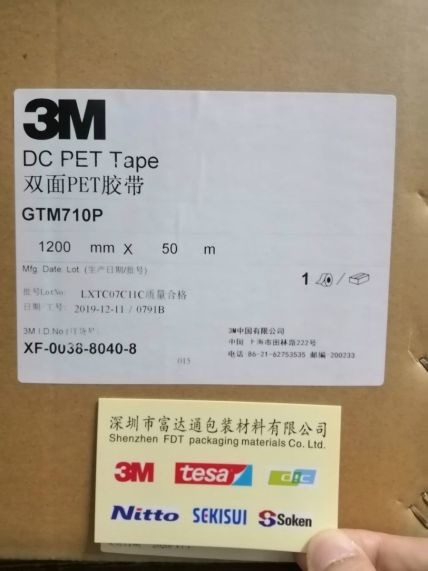 3M
DC PET Tape
双面PET胶带
GTM710P
1200 mm X 50 m
Mfg. Date. Lot. (生产日期/批号)
1 /
批号LotNo: LXTC07C11C质量合格
日期/工号: 2019-12-11 / 0791B
3M I.D.No
3M中国有限公司
中国 上海市田林路222号
XF-0038-8040-8
电话 86-21-62753535 邮编 200233
015
深圳市富达通包装材料有限公司
Shenzhen FDT packaging materials Co. Ltd.
3M tesa dic
Nitto SEKISUI Soken